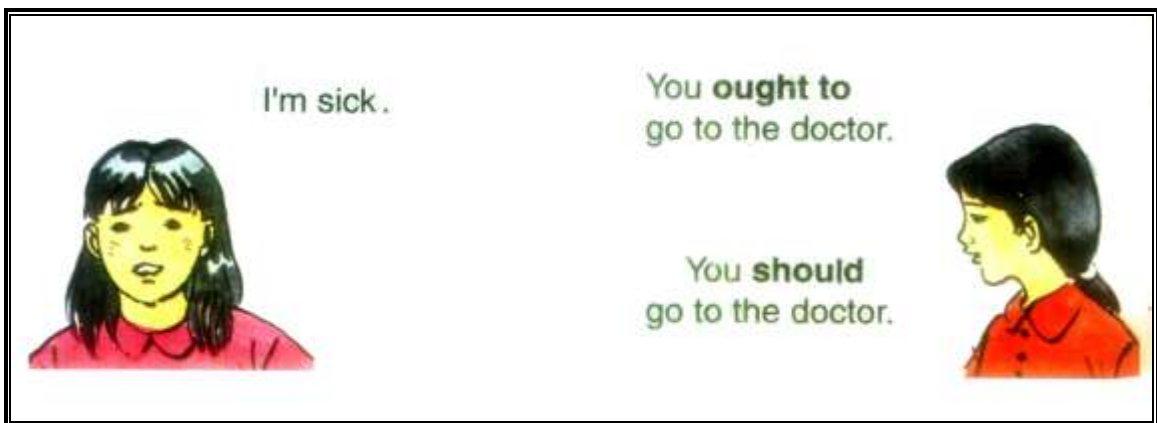 I'm sick.
You ought to
go to the doctor.
You should
go to the doctor.